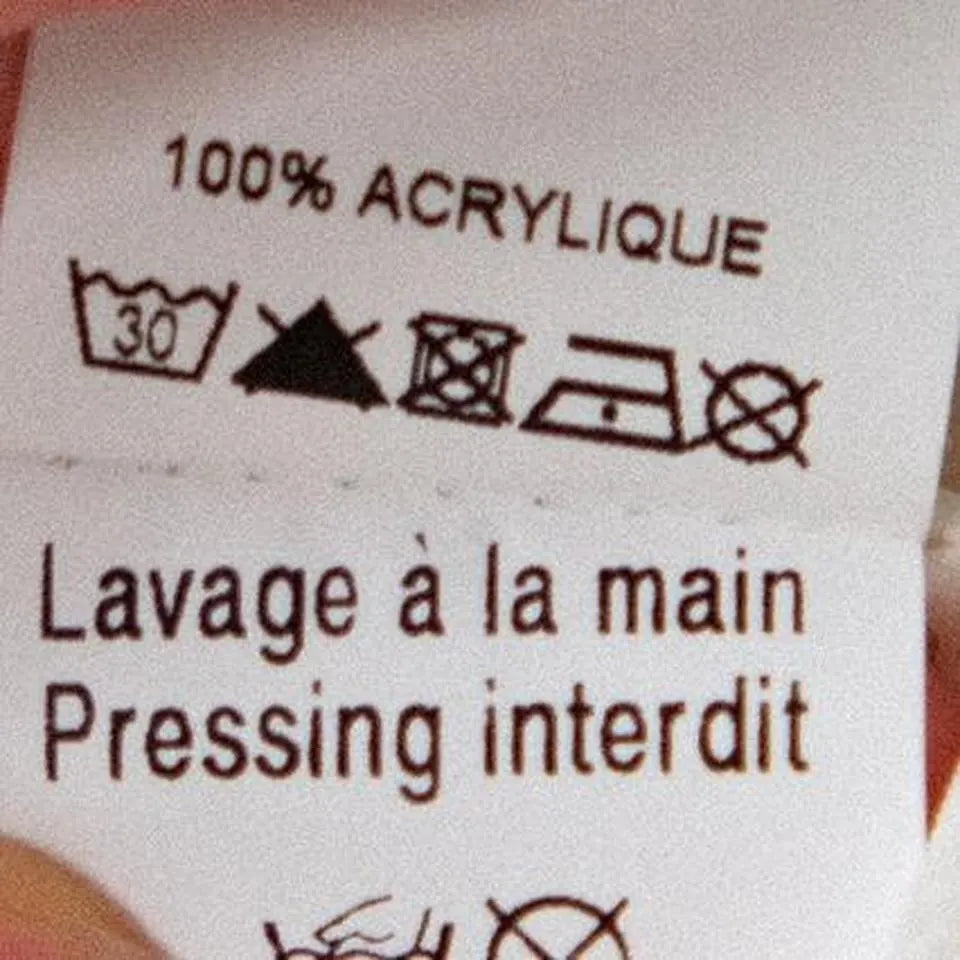 100% ACRYLIQUE
30
Lavage à la main
Pressing interdit